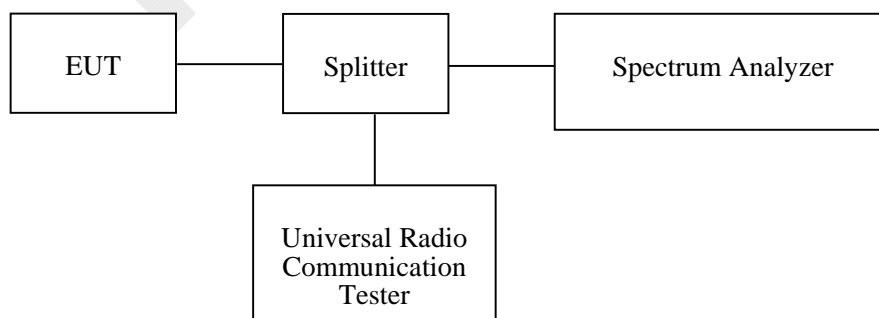 EUT
Splitter
Spectrum Analyzer
Universal Radio
Communication
Tester